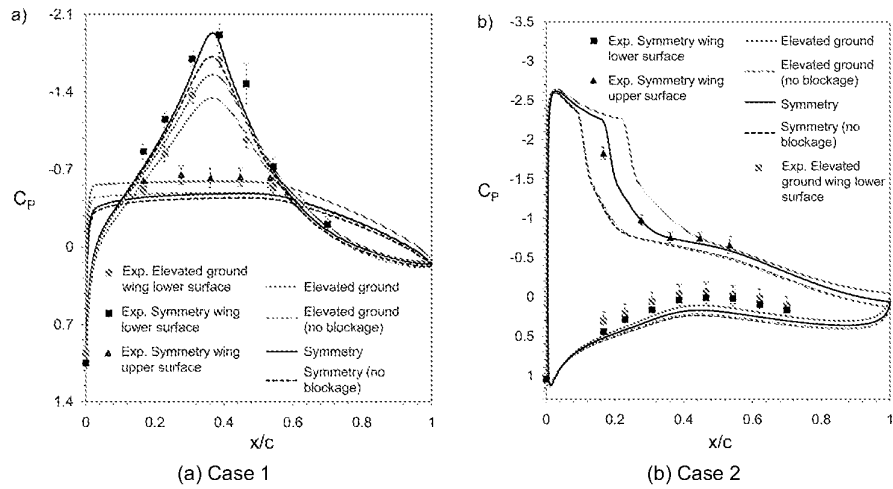 a)
-2.1
-1.4
-0.7
0
0.7
1.4
CP
0
0.2
0.4
0.6
0.8
1
x/c
Exp. Elevated ground
wing lower surface
Exp. Symmetry wing
lower surface
Exp. Symmetry wing
upper surface
Elevated ground
Elevated ground
(no blockage)
Symmetry
Symmetry (no
blockage)
(a) Case 1
b)
-3.5
-3
-2.5
-2
-1.5
-1
-0.5
0
0.5
1
CP
0
0.2
0.4
0.6
0.8
1
x/c
Exp. Symmetry wing
lower surface
Exp. Symmetry wing
upper surface
Elevated ground
Elevated ground
(no blockage)
Symmetry
Symmetry (no
blockage)
Exp. Elevated
ground wing lower
surface
(b) Case 2